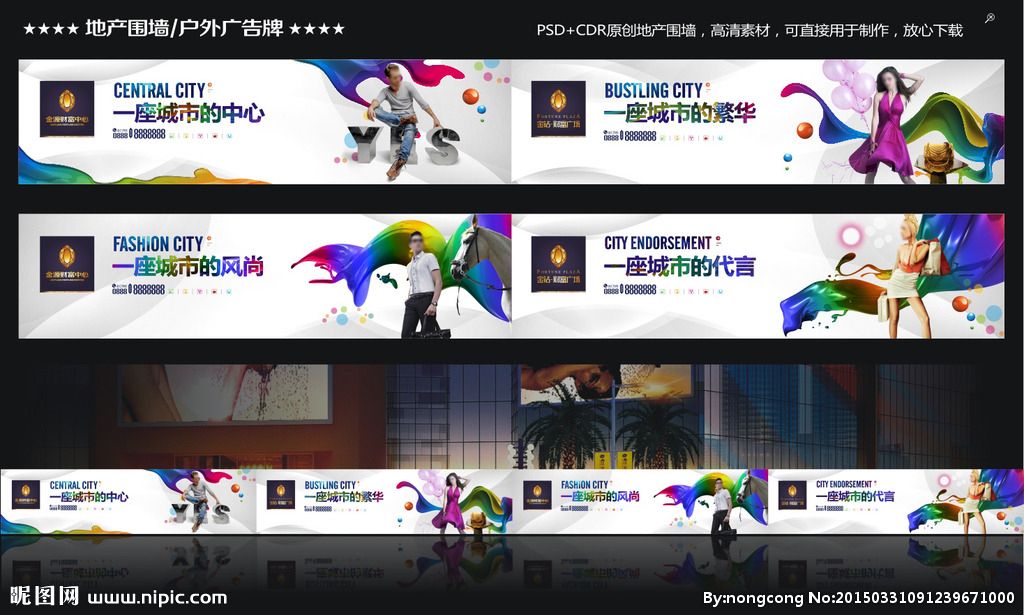 ★★★★ 地产围墙/户外广告牌 ★★★★
PSD+CDR原创地产围墙，高清素材，可直接用于制作，放心下载
金源财富中心
CENTRAL CITY
一座城市的中心
0888 88888888
YES
FORTUNE PLAZA
金钻·财富广场
BUSTLING CITY
一座城市的繁华
0888 88888888
金源财富中心
FASHION CITY
一座城市的风尚
0888 88888888
FORTUNE PLAZA
金钻·财富广场
CITY ENDORSEMENT
一座城市的代言
0888 88888888
CENTRAL CITY
一座城市的中心
YES
BUSTLING CITY
一座城市的繁华
FASHION CITY
一座城市的风尚
CITY ENDORSEMENT
一座城市的代言
昵图网 www.nipic.com
By:nongcong No:20150331091239671000